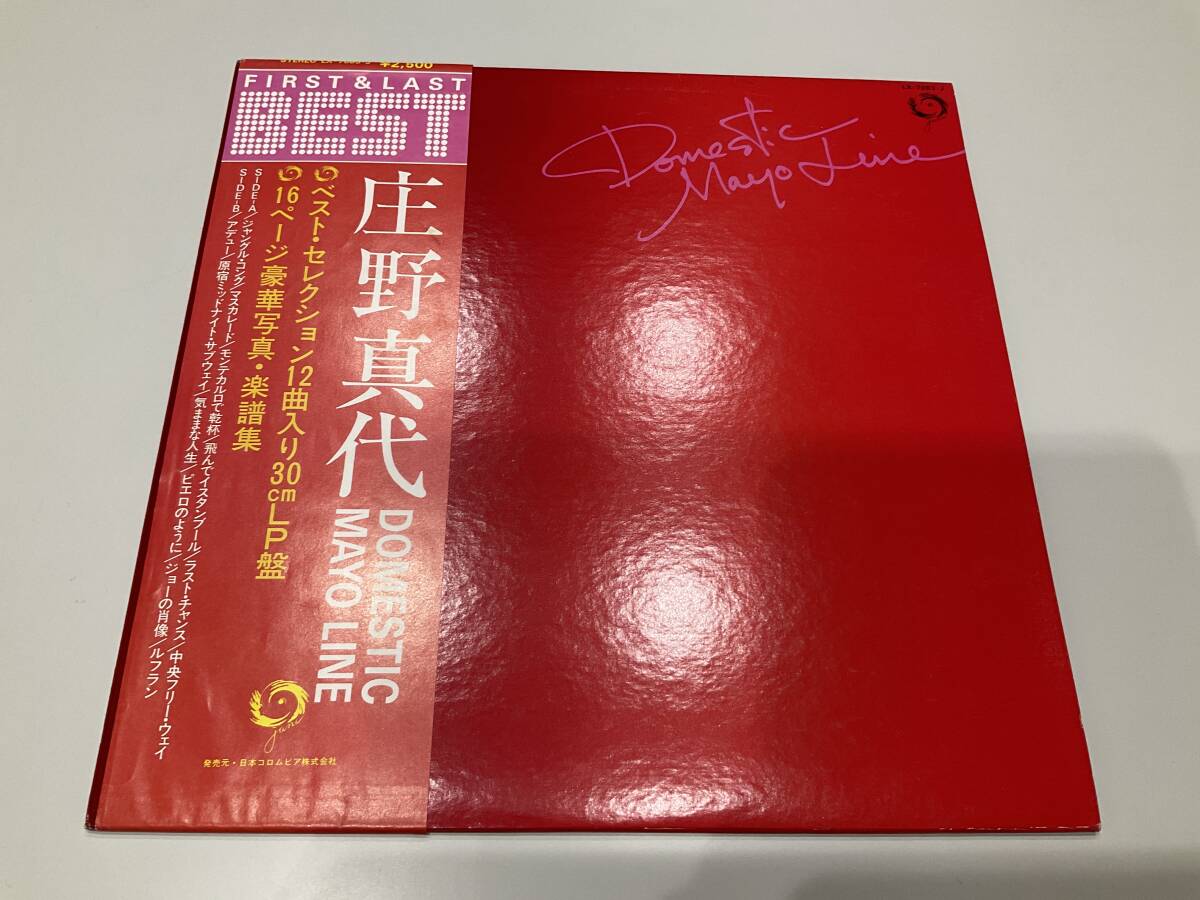 STEREO LX-7063-J ¥2,500
FIRST & LAST
BEST
庄野真代
DOMESTIC
MAYO LINE
ベスト・セレクション12曲入り30cmLP盤
16ページ豪華写真・楽譜集
SIDE-A/ジャングル・コング/マスカレード/モンテカルロで乾杯/飛んでイスタンブール/ラスト・チャンス/中央フリー・ウェイ
SIDE-B/アデュー/原宿ミッドナイト・サブウェイ/気ままな人生/ピエロのように/ジョーの肖像/ルフラン
発売元・日本コロムビア株式会社
Domestic
Mayo Line